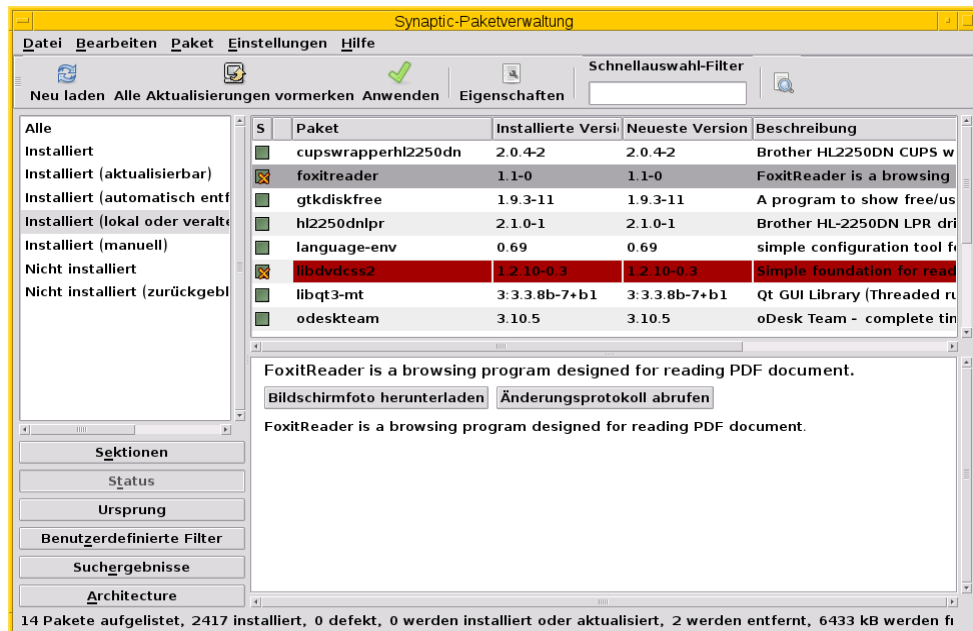 Synaptic-Paketverwaltung
Datei Bearbeiten Paket Einstellungen Hilfe
Neu laden Alle Aktualisierungen vormerken Anwenden Eigenschaften
Schnellauswahl-Filter
Alle
Installiert
Installiert (aktualisierbar)
Installiert (automatisch entf
Installiert (lokal oder veralte
Installiert (manuell)
Nicht installiert
Nicht installiert (zurückgebl
Sektionen
Status
Ursprung
Benutzerdefinierte Filter
Suchergebnisse
Architecture
S Paket Installierte Versi Neueste Version Beschreibung
cupswrapperhl2250dn 2.0.4-2 2.0.4-2 Brother HL2250DN CUPS w
foxitreader 1.1-0 1.1-0 FoxitReader is a browsing
gtkdiskfree 1.9.3-11 1.9.3-11 A program to show free/us
hl2250dnlpr 2.1.0-1 2.1.0-1 Brother HL-2250DN LPR dri
language-env 0.69 0.69 simple configuration tool fo
libdvdcss2 1.2.10-0.3 1.2.10-0.3 Simple foundation for read
libqt3-mt 3:3.3.8b-7+b1 3:3.3.8b-7+b1 Qt GUI Library (Threaded ru
odeskteam 3.10.5 3.10.5 oDesk Team - complete tin
FoxitReader is a browsing program designed for reading PDF document.
Bildschirmfoto herunterladen Änderungsprotokoll abrufen
FoxitReader is a browsing program designed for reading PDF document.
14 Pakete aufgelistet, 2417 installiert, 0 defekt, 0 werden installiert oder aktualisiert, 2 werden entfernt, 6433 kB werden fr